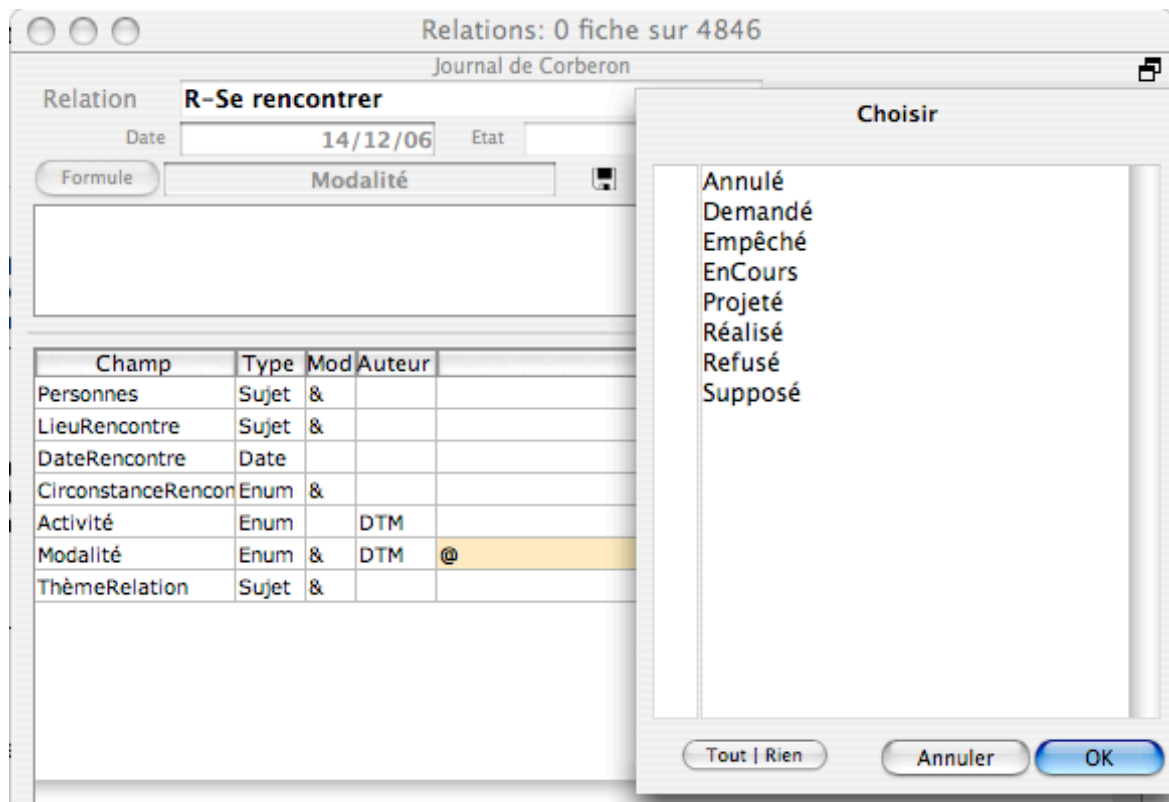 Relations: 0 fiche sur 4846
Journal de Corberon
Relation R-Se rencontrer
Date 14/12/06 Etat
Formule Modalité
Champ Type Mod Auteur
Personnes Sujet &
LieuRencontre Sujet &
DateRencontre Date
CirconstanceRencon Enum &
Activité Enum DTM
Modalité Enum & DTM @
ThèmeRelation Sujet &
Choisir
Annulé
Demandé
Empêché
EnCours
Projeté
Réalisé
Refusé
Supposé
Tout | Rien Annuler OK